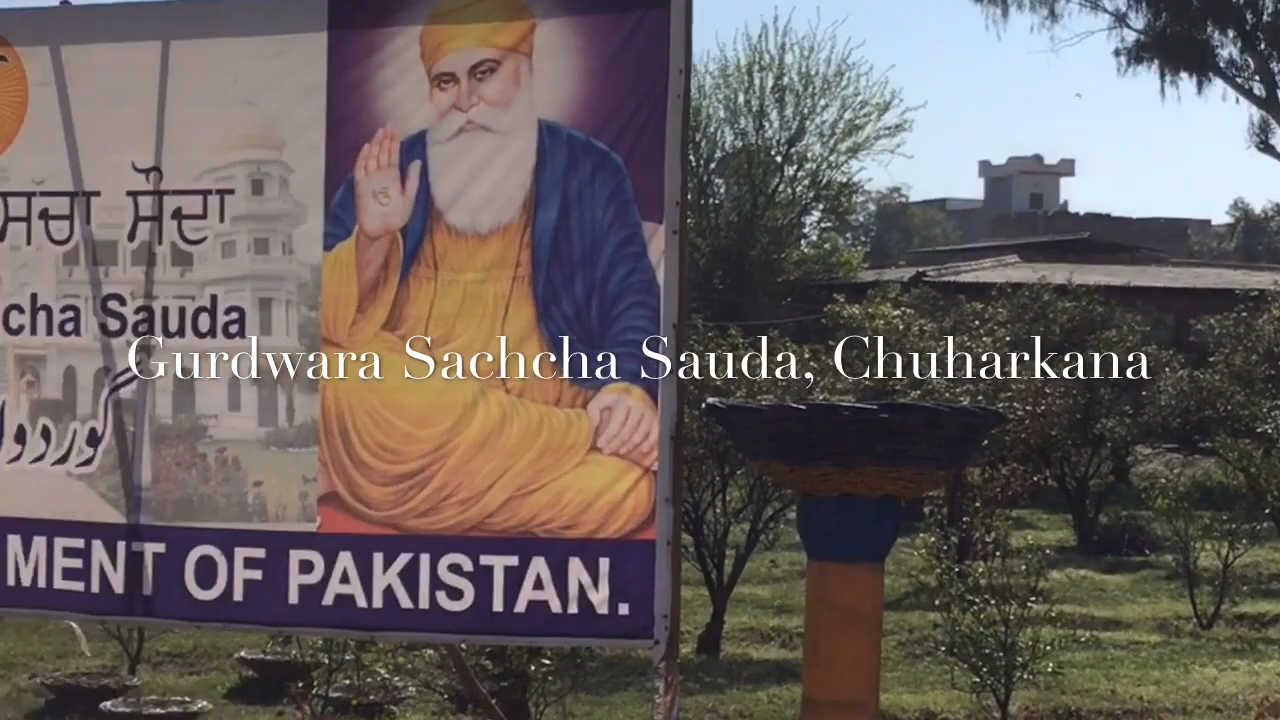 ਸਚਾ ਸੌਦਾ
cha Sauda
Gurdwara Sachcha Sauda, Chuharkana
MENT OF PAKISTAN.